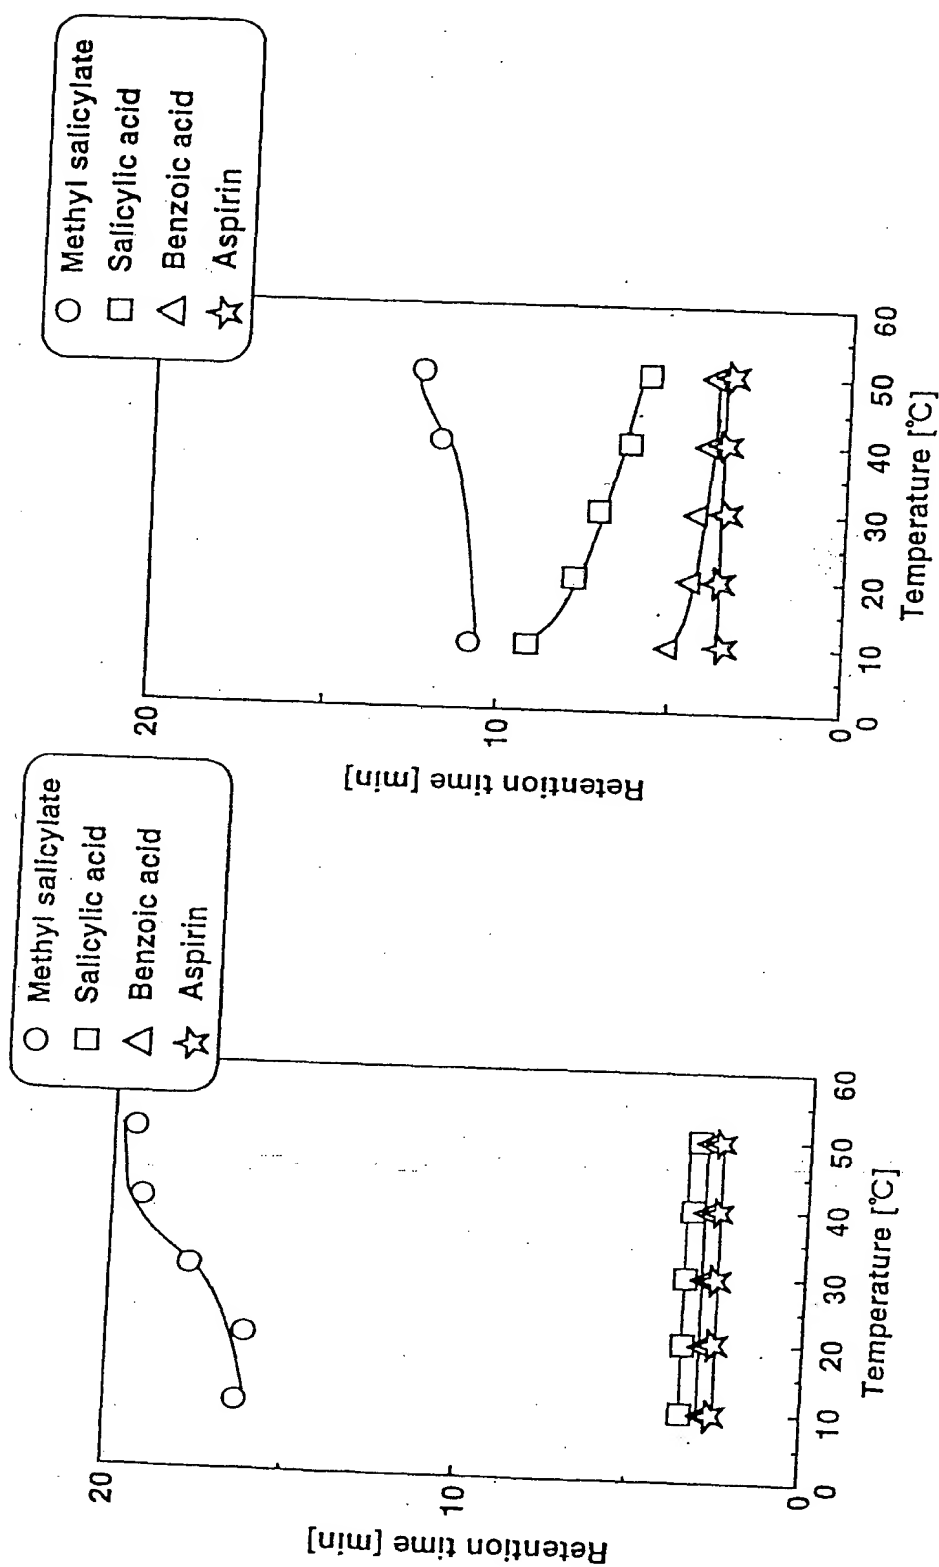 Methyl salicylate
Salicylic acid
Benzoic acid
Aspirin
20
10
0
Retention time [min]
0 10 20 30 40 50 60
Temperature [℃]
Methyl salicylate
Salicylic acid
Benzoic acid
Aspirin
20
10
0
Retention time [min]
0 10 20 30 40 50 60
Temperature [℃]